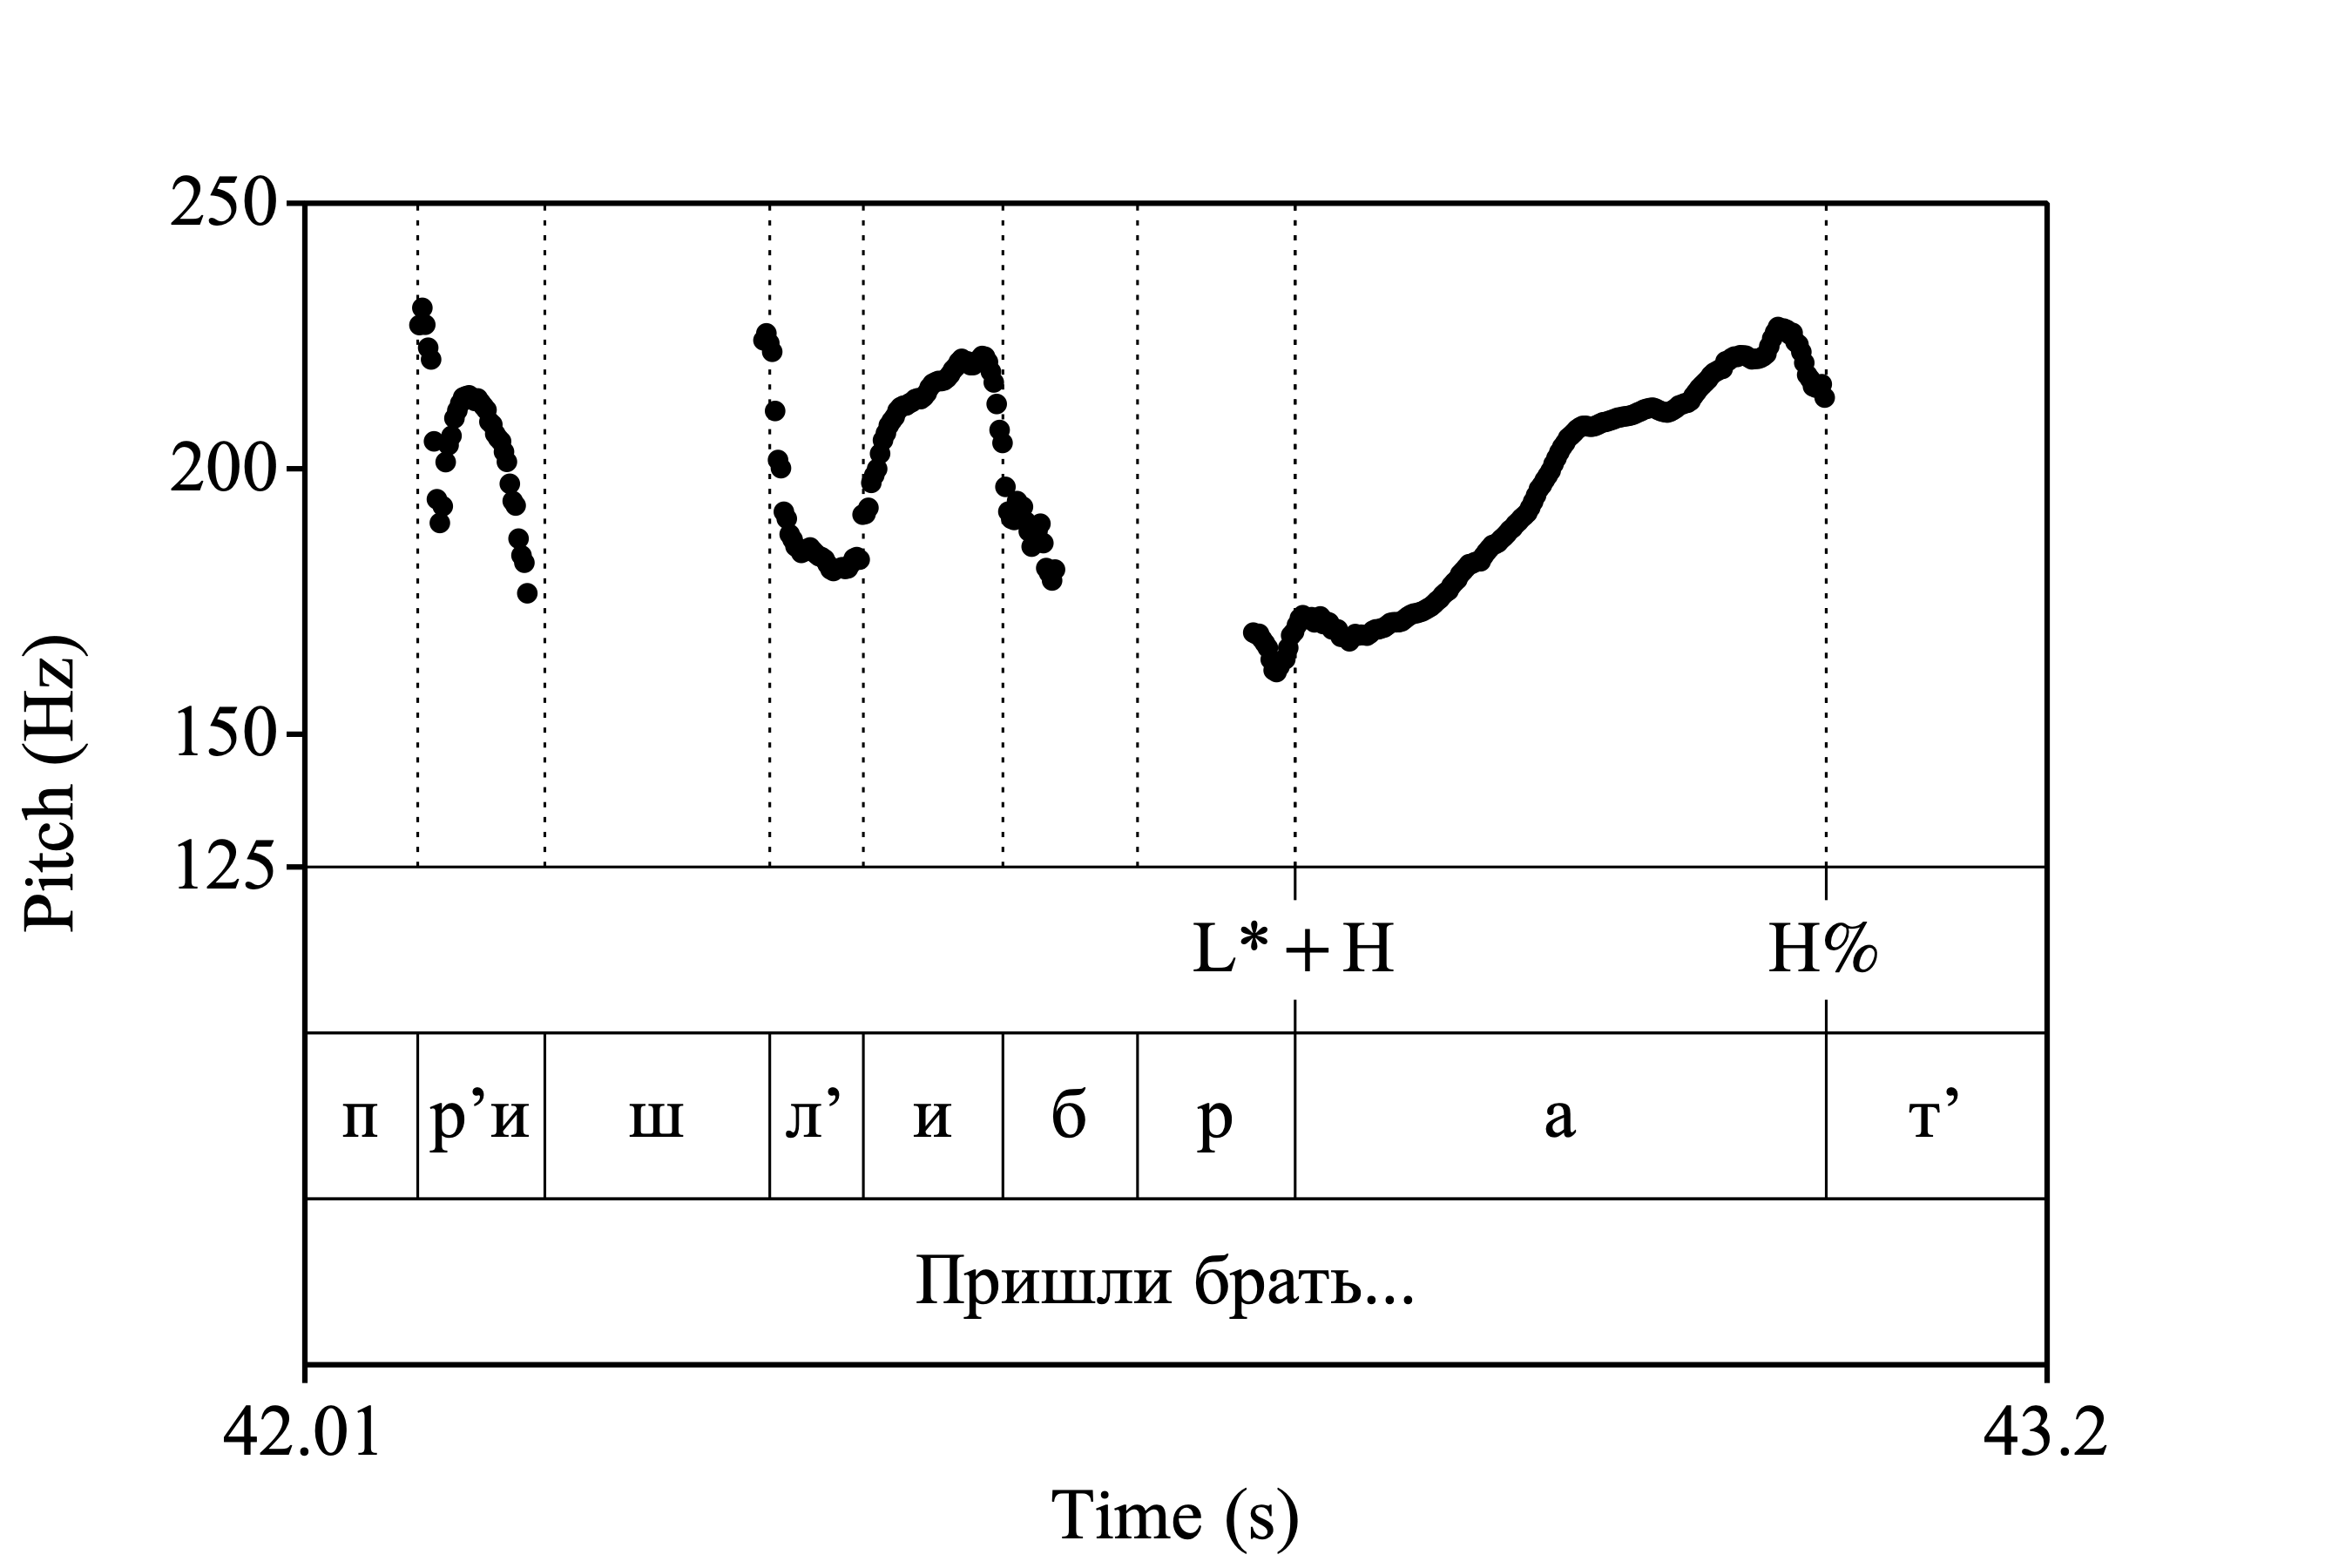 250
200
150
125
Pitch (Hz)
L*+H H%
п р’и ш л’ и б р а т’
Пришли брать...
42.01 43.2
Time (s)